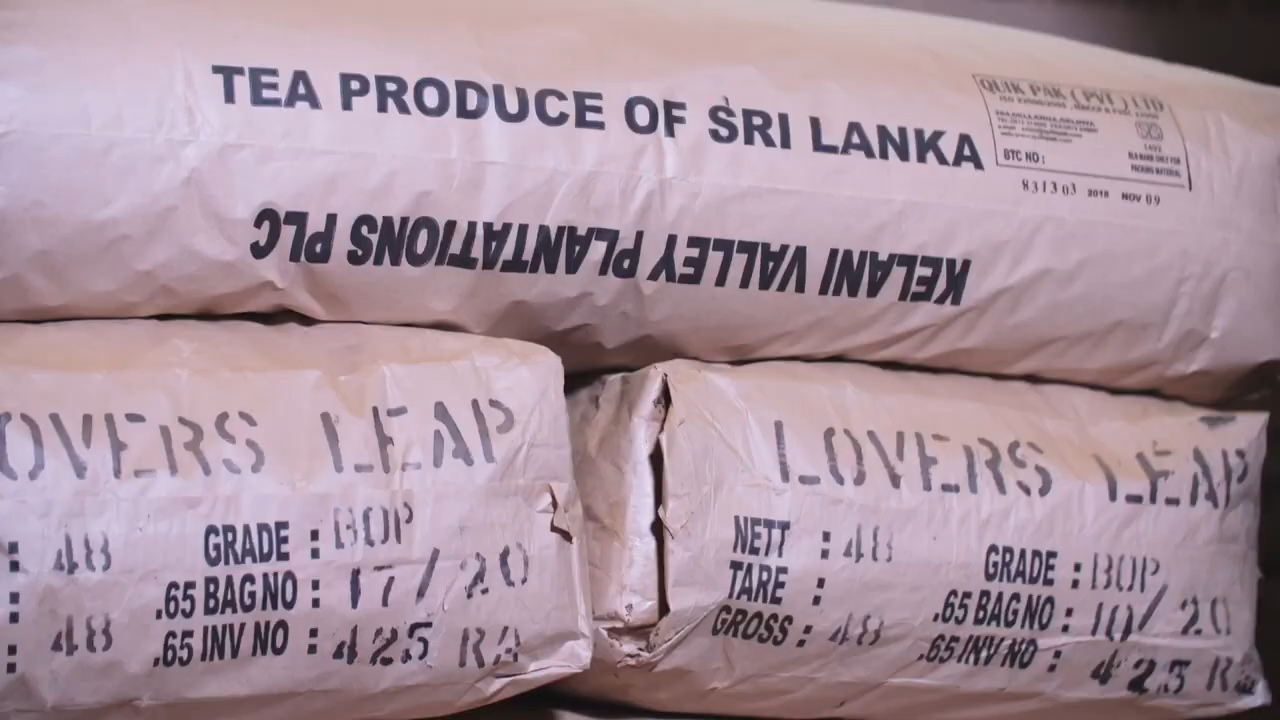 TEA PRODUCE OF SRI LANKA
QUIK PAK (PVT) LTD
BTC NO :
831303 2018 NOV 09
KELANI VALLEY PLANTATIONS PLC
OVERS LEAP
: 48 GRADE : BOP
: .65 BAG NO : 17/20
: 48 .65 INV NO : 425 RA
LOVERS LEAP
NETT : 48 GRADE : BOP
TARE : .65 BAG NO : 10/20
GROSS : 48 .65 INV NO : 425 RA